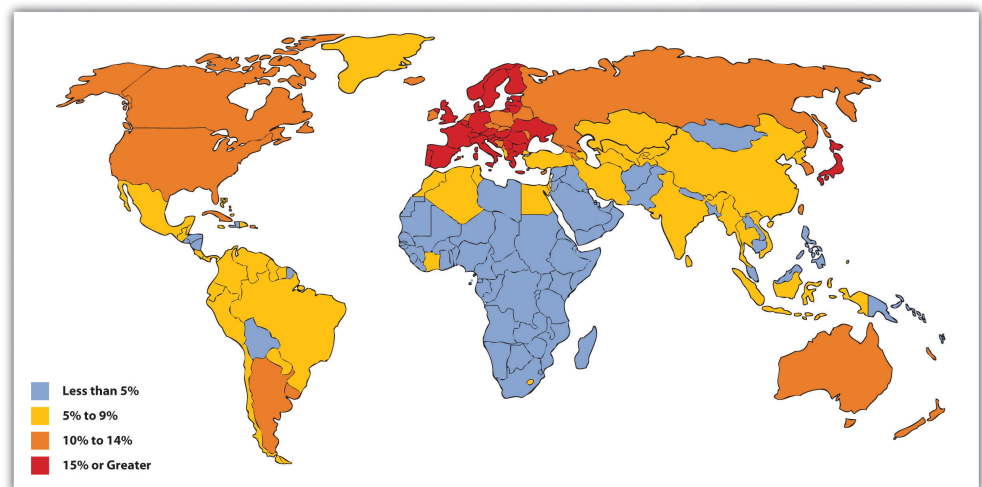 Less than 5%
5% to 9%
10% to 14%
15% or Greater